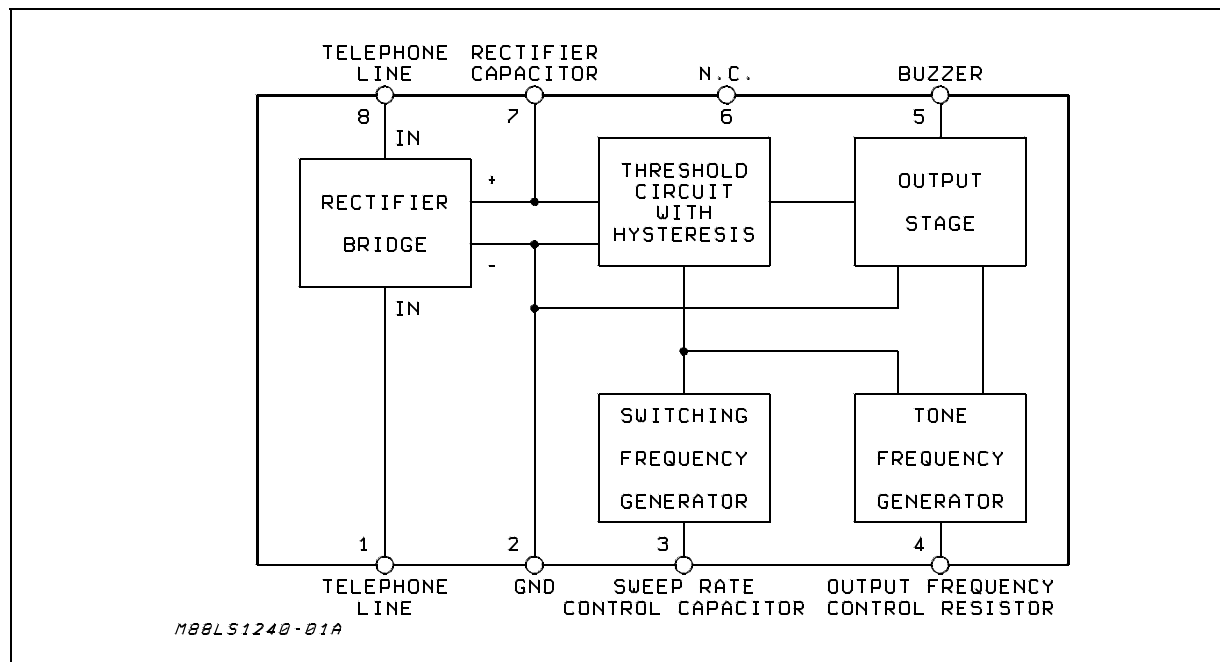 TELEPHONE LINE
RECTIFIER CAPACITOR
N.C.
BUZZER
8
7
6
5
IN
+
RECTIFIER
BRIDGE
-
IN
THRESHOLD
CIRCUIT
WITH
HYSTERESIS
OUTPUT
STAGE
SWITCHING
FREQUENCY
GENERATOR
TONE
FREQUENCY
GENERATOR
1
2
3
4
TELEPHONE
LINE
GND
SWEEP RATE
CONTROL CAPACITOR
OUTPUT FREQUENCY
CONTROL RESISTOR
M88LS1240-01A